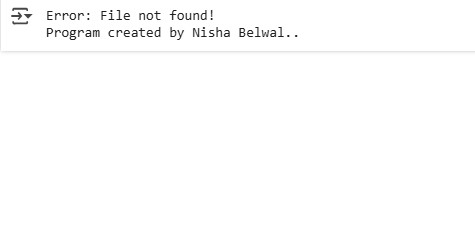 Error: File not found!
Program created by Nisha Belwal..